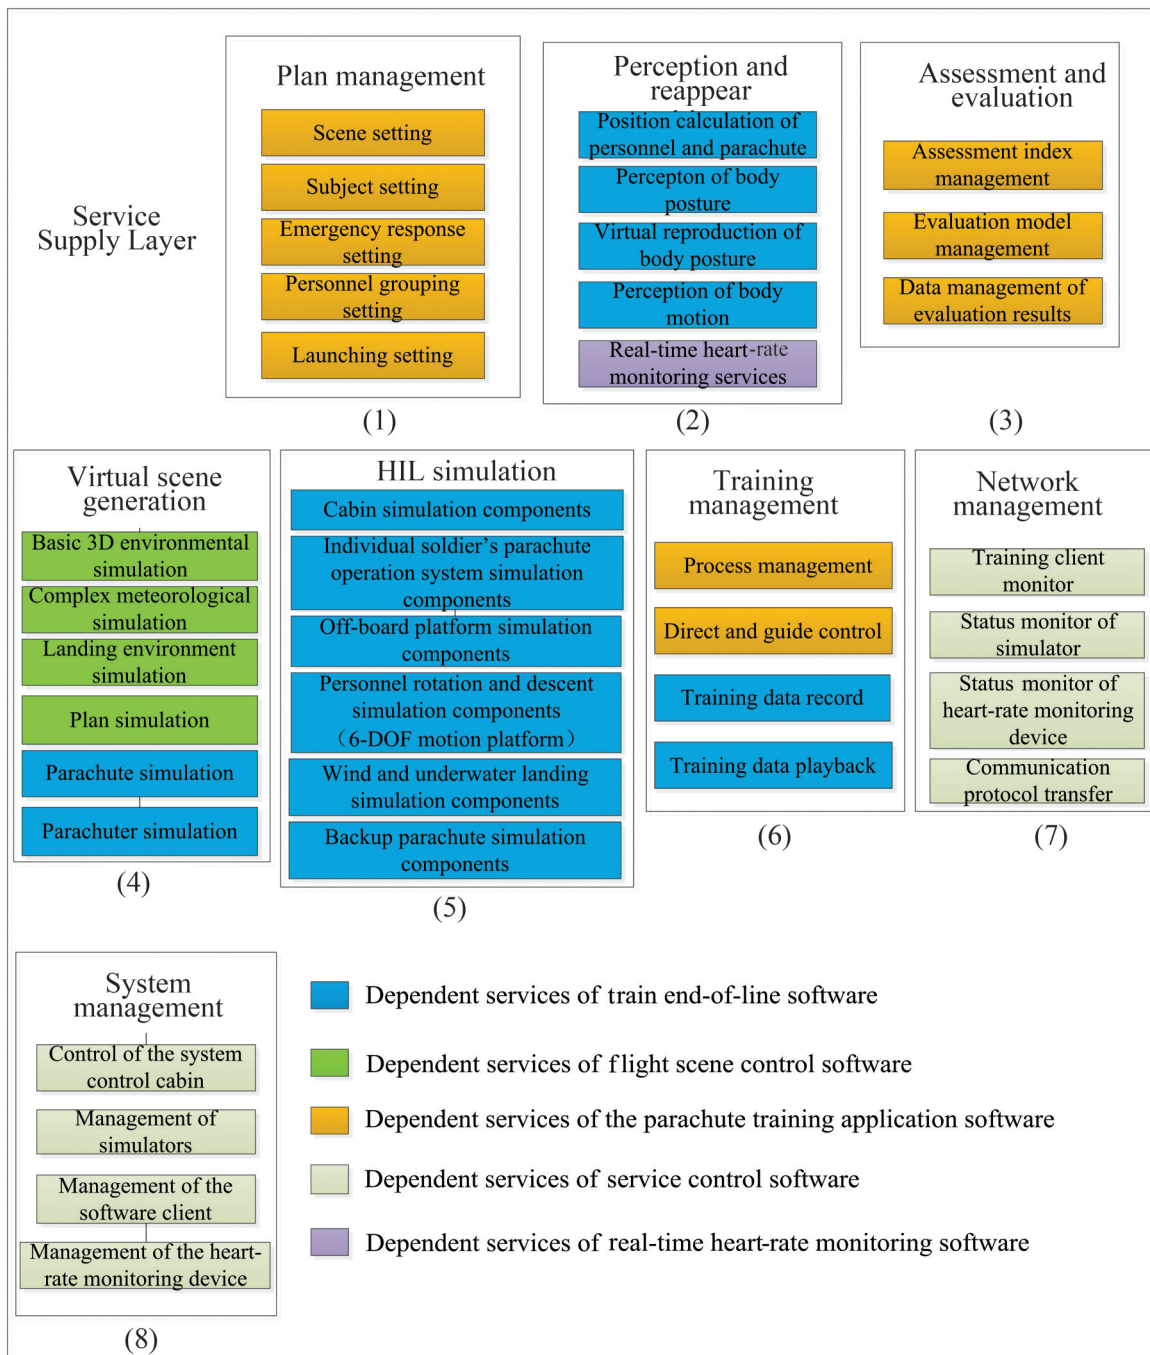 Service
Supply Layer
Plan management
Scene setting
Subject setting
Emergency response
setting
Personnel grouping
setting
Launching setting
(1)
Perception and
reappear
Position calculation of
personnel and parachute
Percepton of body
posture
Virtual reproduction of
body posture
Perception of body
motion
Real-time heart-rate
monitoring services
(2)
Assessment and
evaluation
Assessment index
management
Evaluation model
management
Data management of
evaluation results
(3)
Virtual scene
generation
Basic 3D environmental
simulation
Complex meteorological
simulation
Landing environment
simulation
Plan simulation
Parachute simulation
Parachuter simulation
(4)
HIL simulation
Cabin simulation components
Individual soldier's parachute
operation system simulation
components
Off-board platform simulation
components
Personnel rotation and descent
simulation components
（6-DOF motion platform）
Wind and underwater landing
simulation components
Backup parachute simulation
components
(5)
Training
management
Process management
Direct and guide control
Training data record
Training data playback
(6)
Network
management
Training client
monitor
Status monitor of
simulator
Status monitor of
heart-rate monitoring
device
Communication
protocol transfer
(7)
System
management
Control of the system
control cabin
Management of
simulators
Management of the
software client
Management of the heart-
rate monitoring device
(8)
Dependent services of train end-of-line software
Dependent services of flight scene control software
Dependent services of the parachute training application software
Dependent services of service control software
Dependent services of real-time heart-rate monitoring software